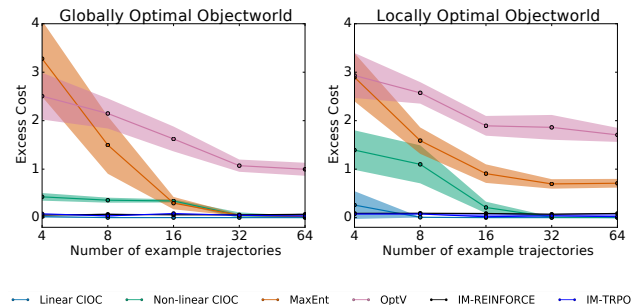 Globally Optimal Objectworld
Locally Optimal Objectworld
Excess Cost
4
3
2
1
0
4 8 16 32 64
Number of example trajectories
Excess Cost
4
3
2
1
0
4 8 16 32 64
Number of example trajectories
Linear CIOC Non-linear CIOC MaxEnt OptV IM-REINFORCE IM-TRPO